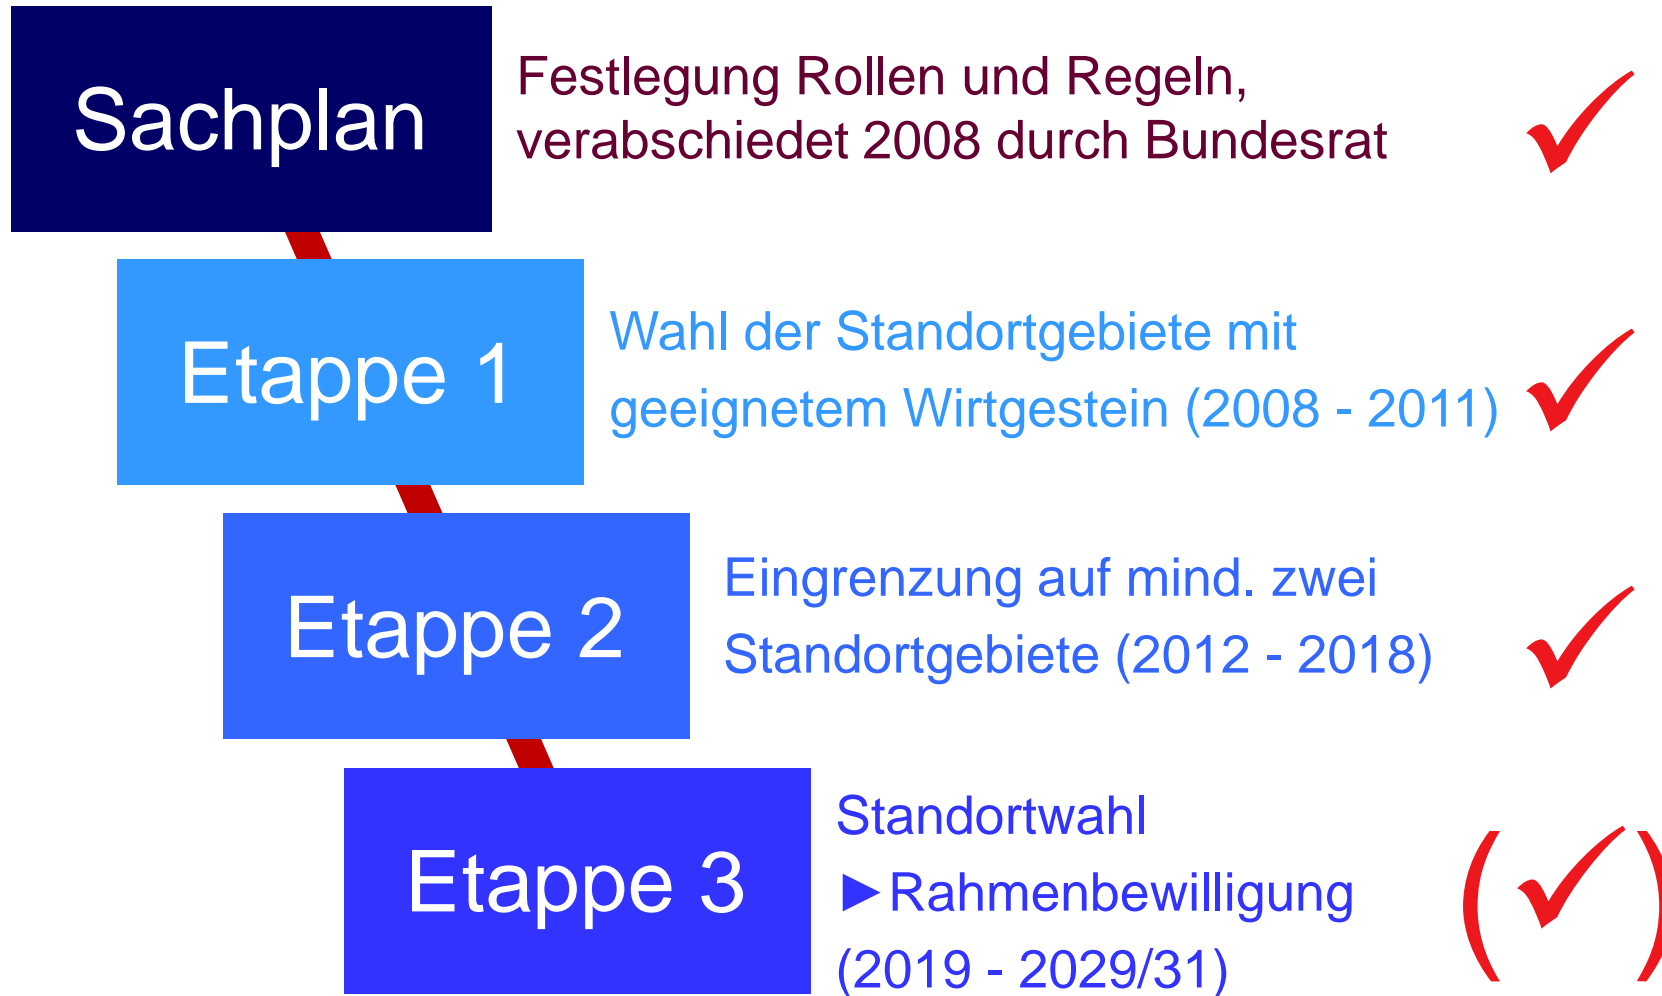 Sachplan
Festlegung Rollen und Regeln,
verabschiedet 2008 durch Bundesrat
✓
Etappe 1
Wahl der Standortgebiete mit
geeignetem Wirtgestein (2008 - 2011)
✓
Etappe 2
Eingrenzung auf mind. zwei
Standortgebiete (2012 - 2018)
✓
Etappe 3
Standortwahl
►Rahmenbewilligung
(2019 - 2029/31)
(✓)